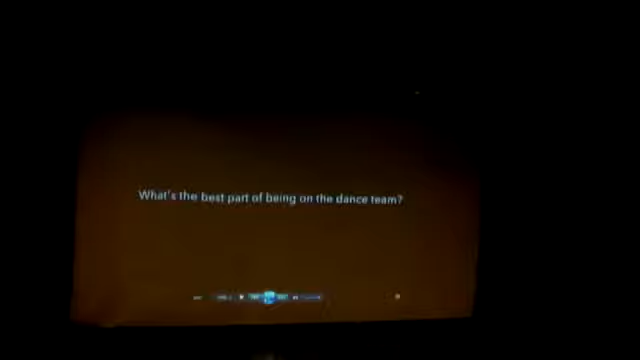 What's the best part of being on the dance team?